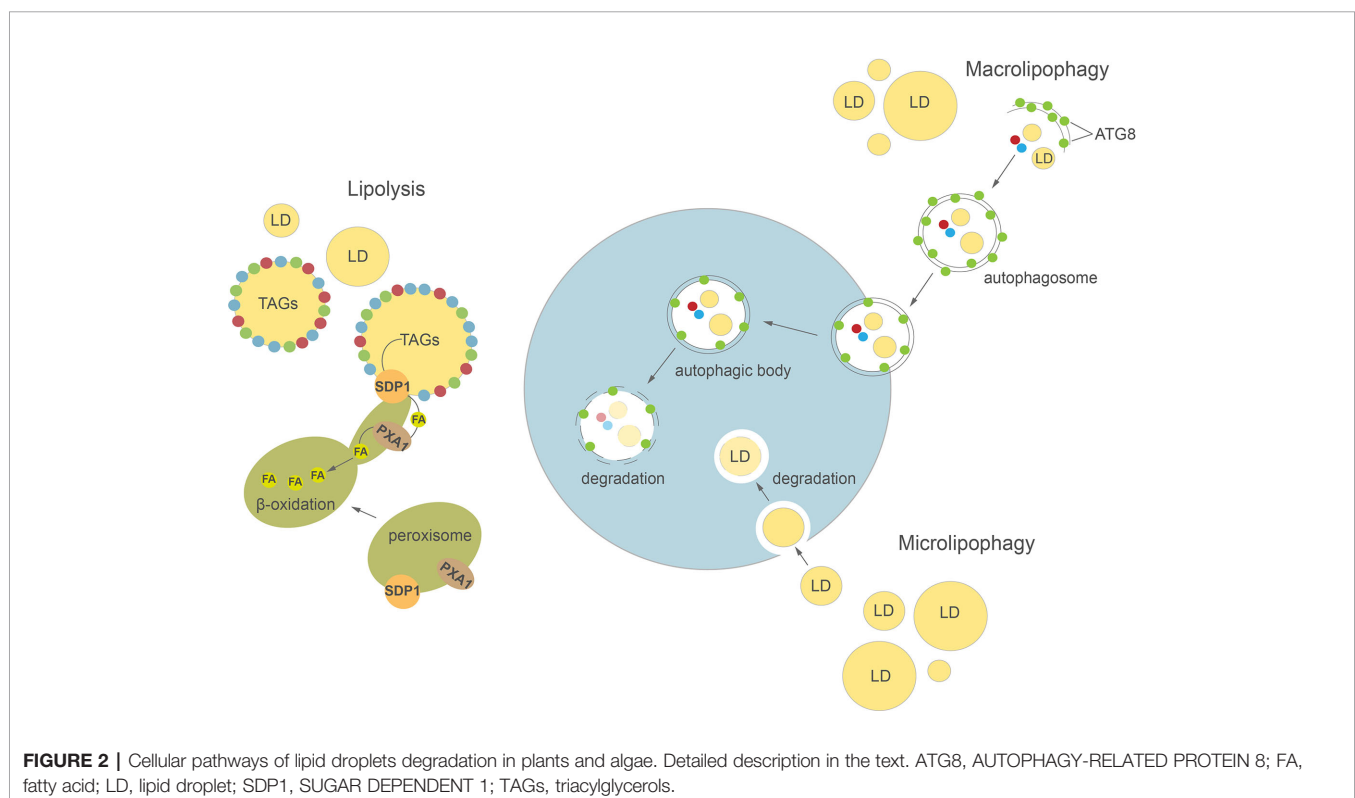 Macrolipophagy
LD
LD
ATG8
LD
Lipolysis
LD
LD
autophagosome
TAGs
TAGs
SDP1
FA
PXA1
FA
FA
FA
FA
β-oxidation
peroxisome
PXA1
SDP1
autophagic body
degradation
LD
degradation
Microlipophagy
LD
LD
LD
LD
FIGURE 2 | Cellular pathways of lipid droplets degradation in plants and algae. Detailed description in the text. ATG8, AUTOPHAGY-RELATED PROTEIN 8; FA,
fatty acid; LD, lipid droplet; SDP1, SUGAR DEPENDENT 1; TAGs, triacylglycerols.